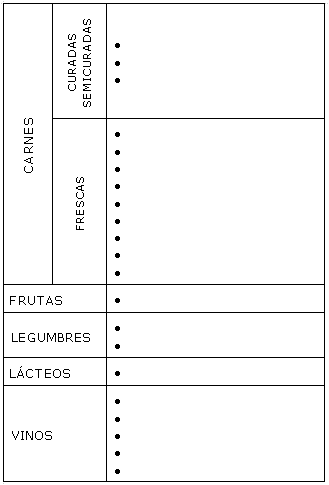 CARNES
CURADAS
SEMICURADAS
FRESCAS
FRUTAS
LEGUMBRES
LÁCTEOS
VINOS